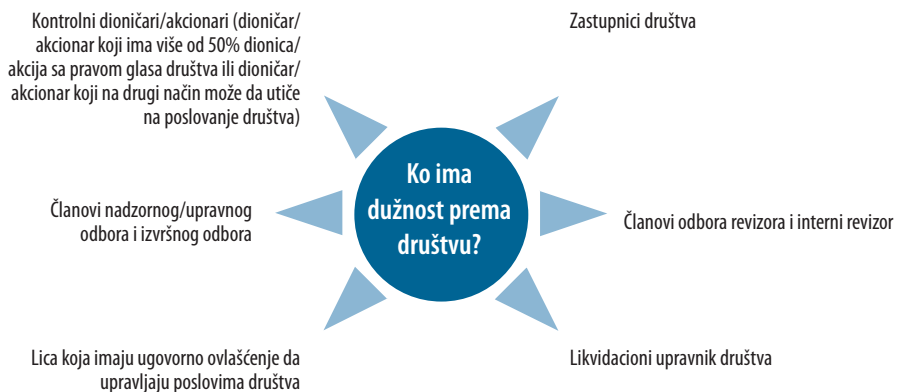 Kontrolni dioničari/akcionari (dioničar/
akcionar koji ima više od 50% dionica/
akcija sa pravom glasa društva ili dioničar/
akcionar koji na drugi način može da utiče
na poslovanje društva)
Zastupnici društva
Ko ima
dužnost prema
društvu?
Članovi nadzornog/upravnog
odbora i izvršnog odbora
Članovi odbora revizora i interni revizor
Lica koja imaju ugovorno ovlašćenje da
upravljaju poslovima društva
Likvidacioni upravnik društva